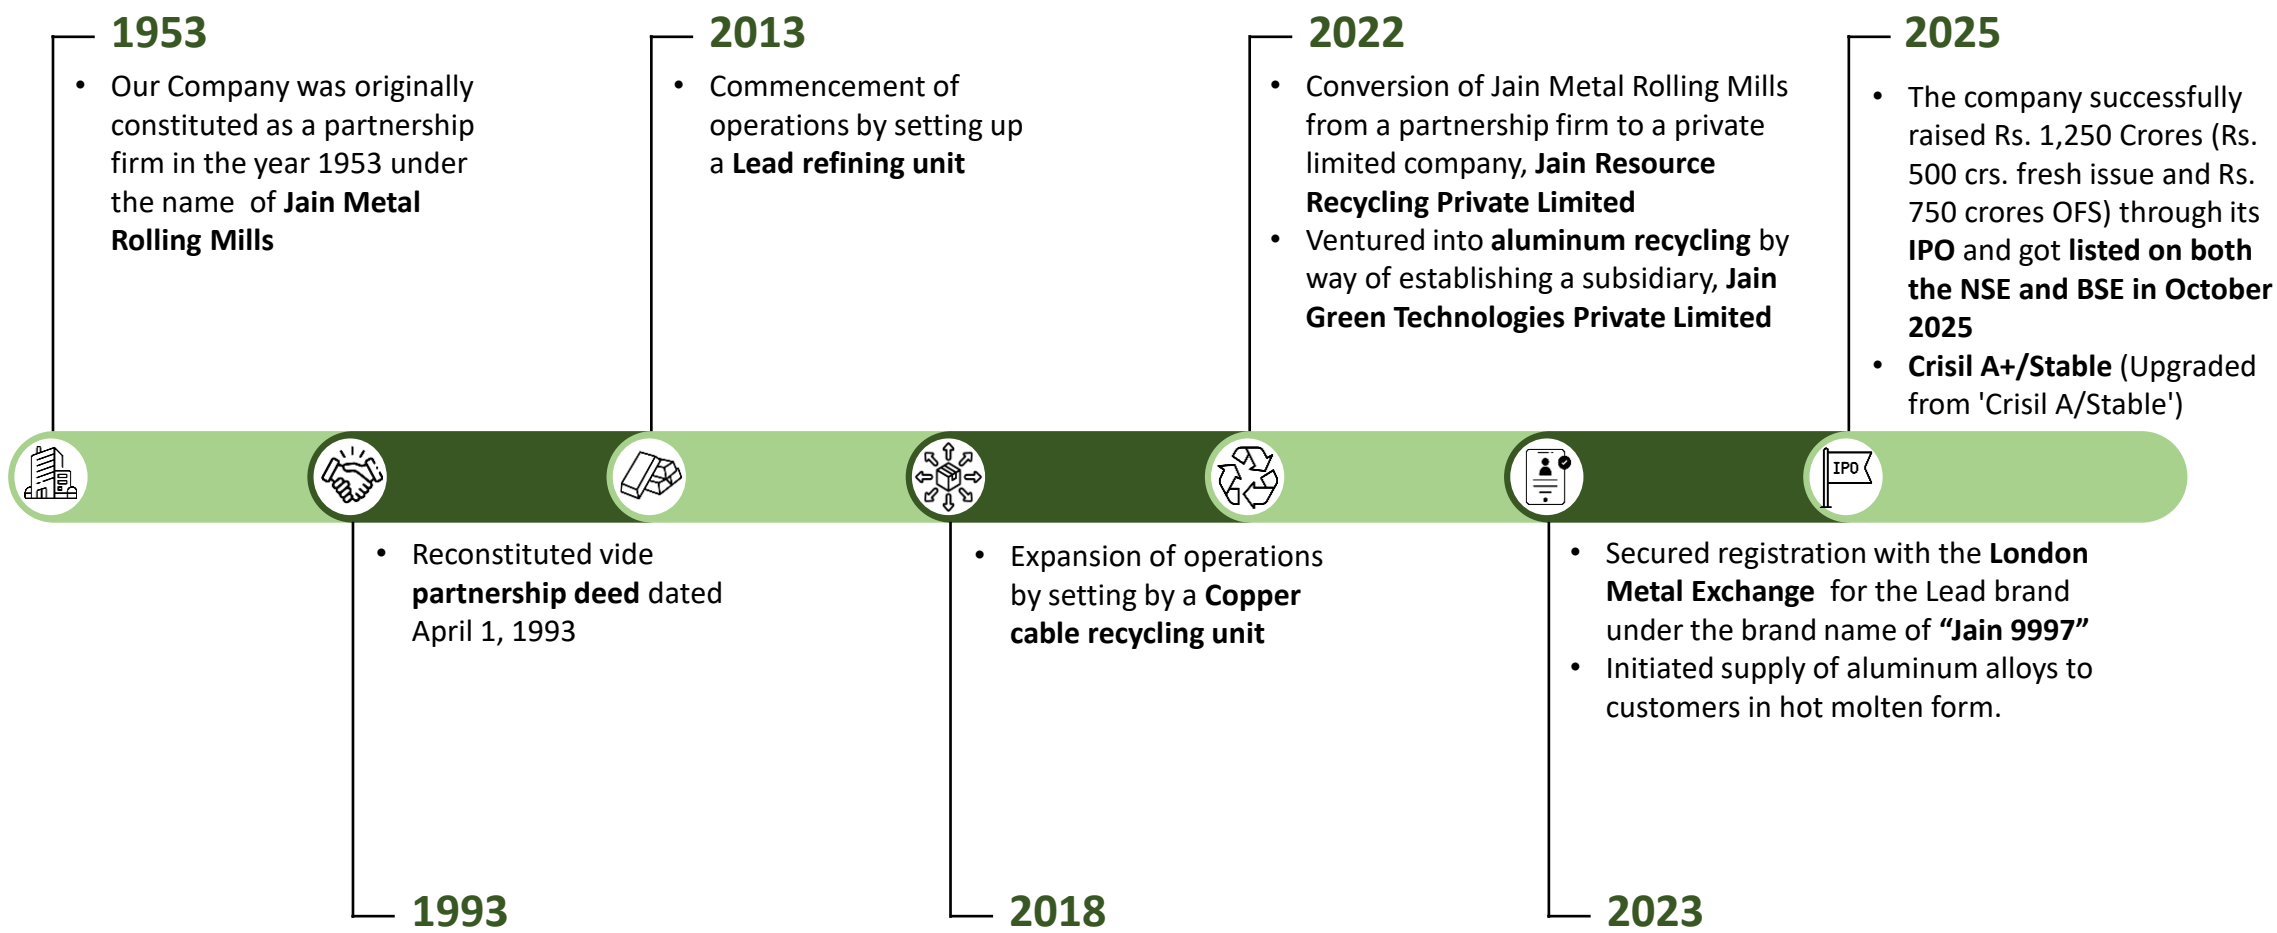 1953
• Our Company was originally
constituted as a partnership
firm in the year 1953 under
the name  of Jain Metal
Rolling Mills
2013
• Commencement of
operations by setting up
a Lead refining unit
2022
• Conversion of Jain Metal Rolling Mills
from a partnership firm to a private
limited company, Jain Resource
Recycling Private Limited
• Ventured into aluminum recycling by
way of establishing a subsidiary, Jain
Green Technologies Private Limited
2025
• The company successfully
raised Rs. 1,250 Crores (Rs.
500 crs. fresh issue and Rs.
750 crores OFS) through its
IPO and got listed on both
the NSE and BSE in October
2025
• Crisil A+/Stable (Upgraded
from 'Crisil A/Stable')
IPO
• Reconstituted vide
partnership deed dated
April 1, 1993
1993
• Expansion of operations
by setting by a Copper
cable recycling unit
2018
• Secured registration with the London
Metal Exchange  for the Lead brand
under the brand name of “Jain 9997”
• Initiated supply of aluminum alloys to
customers in hot molten form.
2023